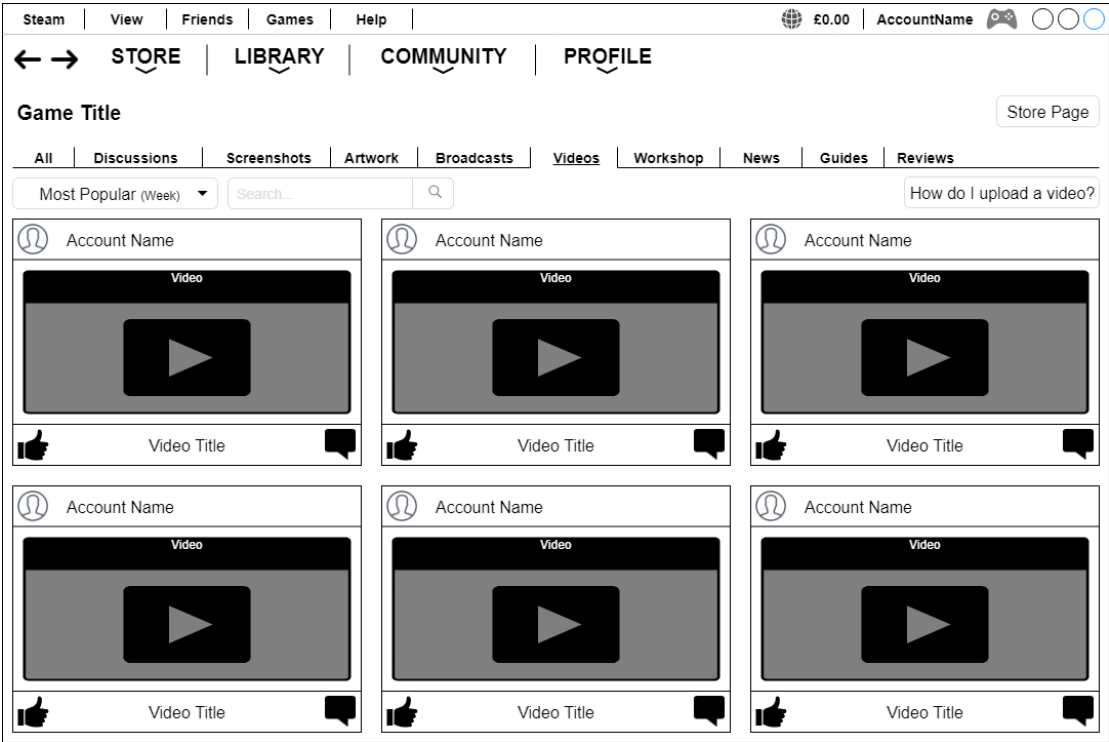 Steam View Friends Games Help £0.00 AccountName
STORE LIBRARY COMMUNITY PROFILE
Game Title Store Page
All Discussions Screenshots Artwork Broadcasts Videos Workshop News Guides Reviews
Most Popular (Week) Search... How do I upload a video?
Account Name Account Name Account Name
Video Video Video
Video Title Video Title Video Title
Account Name Account Name Account Name
Video Video Video
Video Title Video Title Video Title